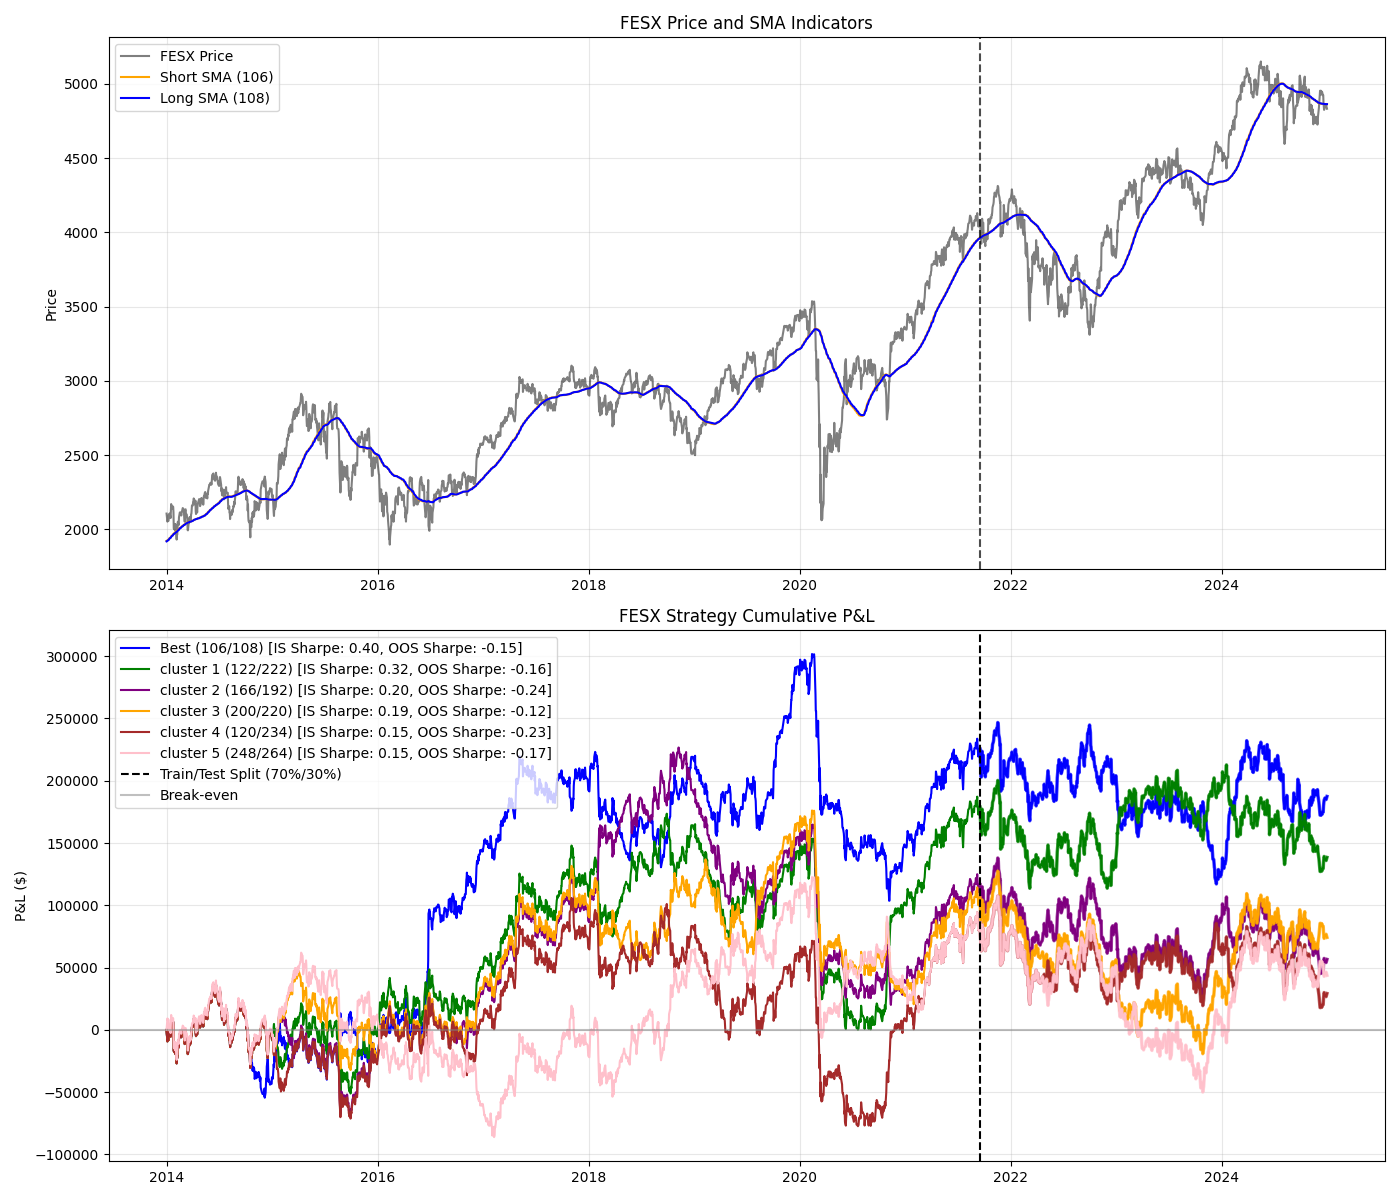 FESX Price and SMA Indicators
FESX Price
Short SMA (106)
Long SMA (108)
Price
5000
4500
4000
3500
3000
2500
2000
2014
2016
2018
2020
2022
2024
FESX Strategy Cumulative P&L
Best (106/108) [IS Sharpe: 0.40, OOS Sharpe: -0.15]
cluster 1 (122/222) [IS Sharpe: 0.32, OOS Sharpe: -0.16]
cluster 2 (166/192) [IS Sharpe: 0.20, OOS Sharpe: -0.24]
cluster 3 (200/220) [IS Sharpe: 0.19, OOS Sharpe: -0.12]
cluster 4 (120/234) [IS Sharpe: 0.15, OOS Sharpe: -0.23]
cluster 5 (248/264) [IS Sharpe: 0.15, OOS Sharpe: -0.17]
Train/Test Split (70%/30%)
Break-even
P&L ($)
300000
250000
200000
150000
100000
50000
0
−50000
−100000
2014
2016
2018
2020
2022
2024